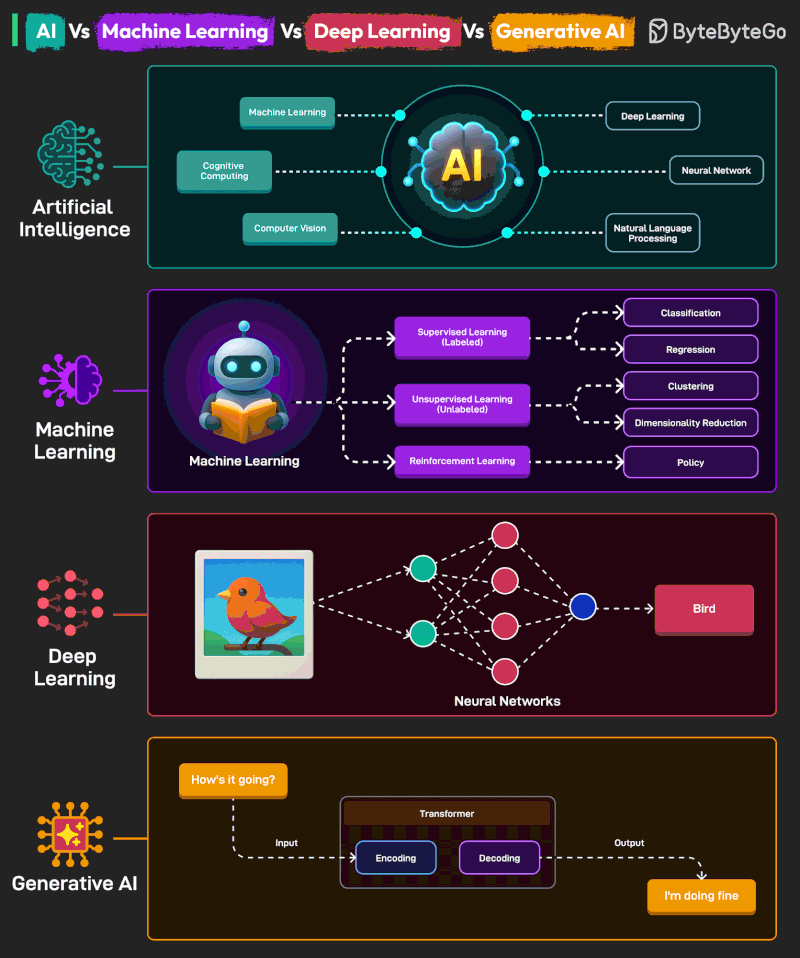 AI Vs Machine Learning Vs Deep Learning Vs Generative AI
ByteByteGo
Artificial
Intelligence
Machine Learning
Cognitive
Computing
Computer Vision
AI
Deep Learning
Neural Network
Natural Language
Processing
Machine
Learning
Machine Learning
Supervised Learning
(Labeled)
Unsupervised Learning
(Unlabeled)
Reinforcement Learning
Classification
Regression
Clustering
Dimensionality Reduction
Policy
Deep
Learning
Neural Networks
Bird
Generative AI
How's it going?
Input
Transformer
Encoding
Decoding
Output
I'm doing fine